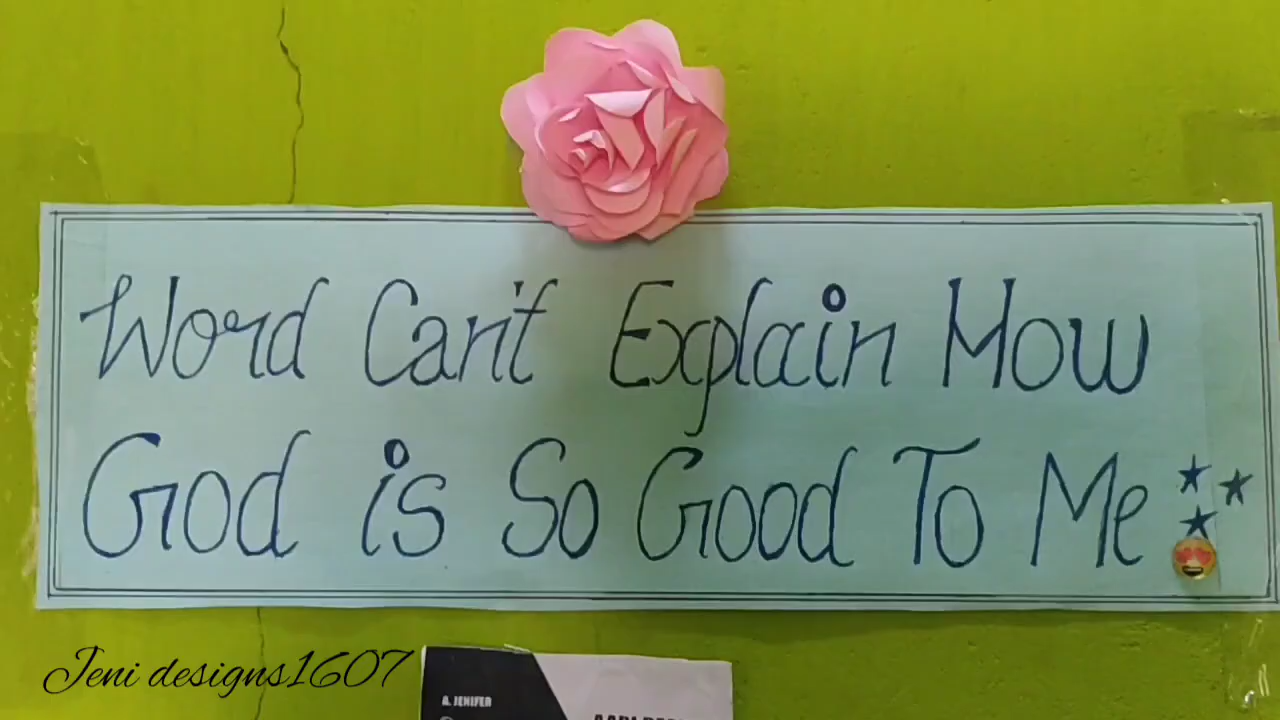 Word Can't Explain How
God is So Good To Me
Jeni designs1607
A. JENIFER